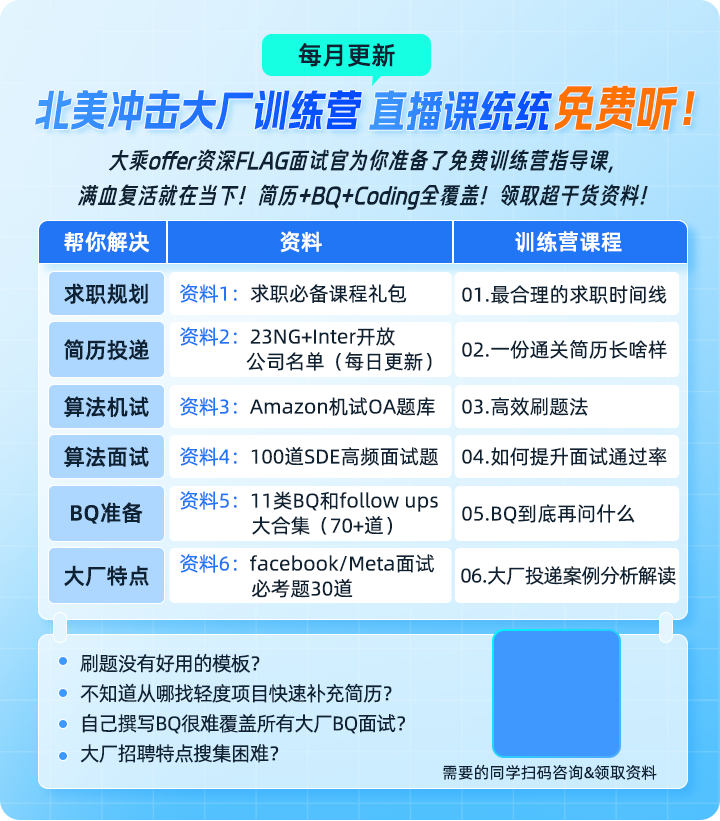 每月更新
北美冲击大厂训练营 直播课统统免费听！
大乘offer资深FLAG面试官为你准备了免费训练营指导课，
满血复活就在当下！简历+BQ+Coding全覆盖！领取超干货资料！
帮你解决 资料 训练营课程
求职规划 资料1：求职必备课程礼包 01.最合理的求职时间线
简历投递 资料2：23NG+Inter开放
公司名单（每日更新） 02.一份通关简历长啥样
算法机试 资料3：Amazon机试OA题库 03.高效刷题法
算法面试 资料4：100道SDE高频面试题 04.如何提升面试通过率
BQ准备 资料5：11类BQ和follow ups
大合集（70+道） 05.BQ到底再问什么
大厂特点 资料6：facebook/Meta面试
必考题30道 06.大厂投递案例分析解读
刷题没有好用的模板？
不知道从哪找轻度项目快速补充简历？
自己撰写BQ很难覆盖所有大厂BQ面试？
大厂招聘特点搜集困难？
需要的同学扫码咨询&领取资料